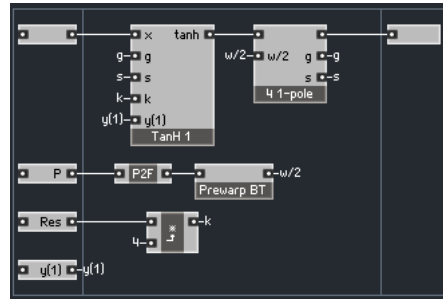 x tanh
g
g
w/2
w/2
g
g
s
s
s
s
k
k
4 1-pole
y(1)
y(1)
TanH 1
P
P2F
w/2
Prewarp BT
Res
k
4
y(1)
y(1)